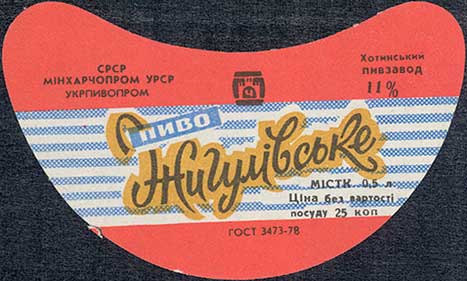 СРСР
МІНХАРЧОПРОМ УРСР
УКРПИВОПРОМ
Хотинський
пивзавод
11%
ПИВО
Жигулівське
МІСТК. 0,5 л
Ціна без вартості
посуду 25 коп
ГОСТ 3473-78